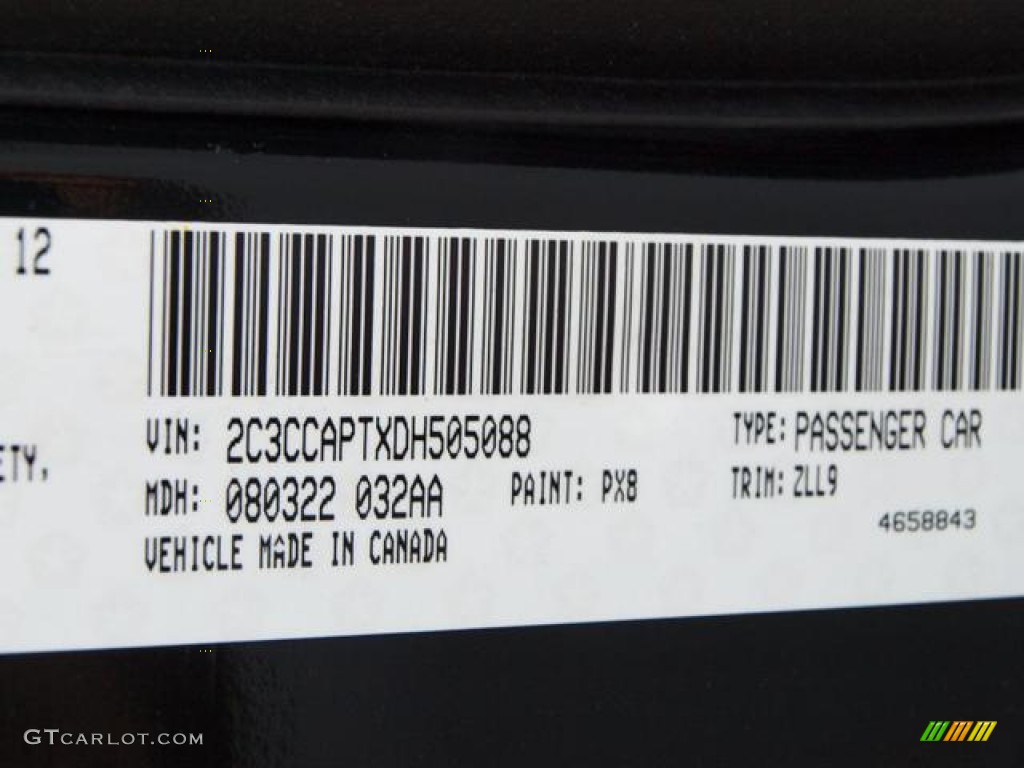 12
VIN: 2C3CCAPTXDH505088
TYPE: PASSENGER CAR
ETY,
MDH: 080322 032AA
PAINT: PX8
TRIM: ZLL9
4658843
VEHICLE MADE IN CANADA
GTCARLOT.COM